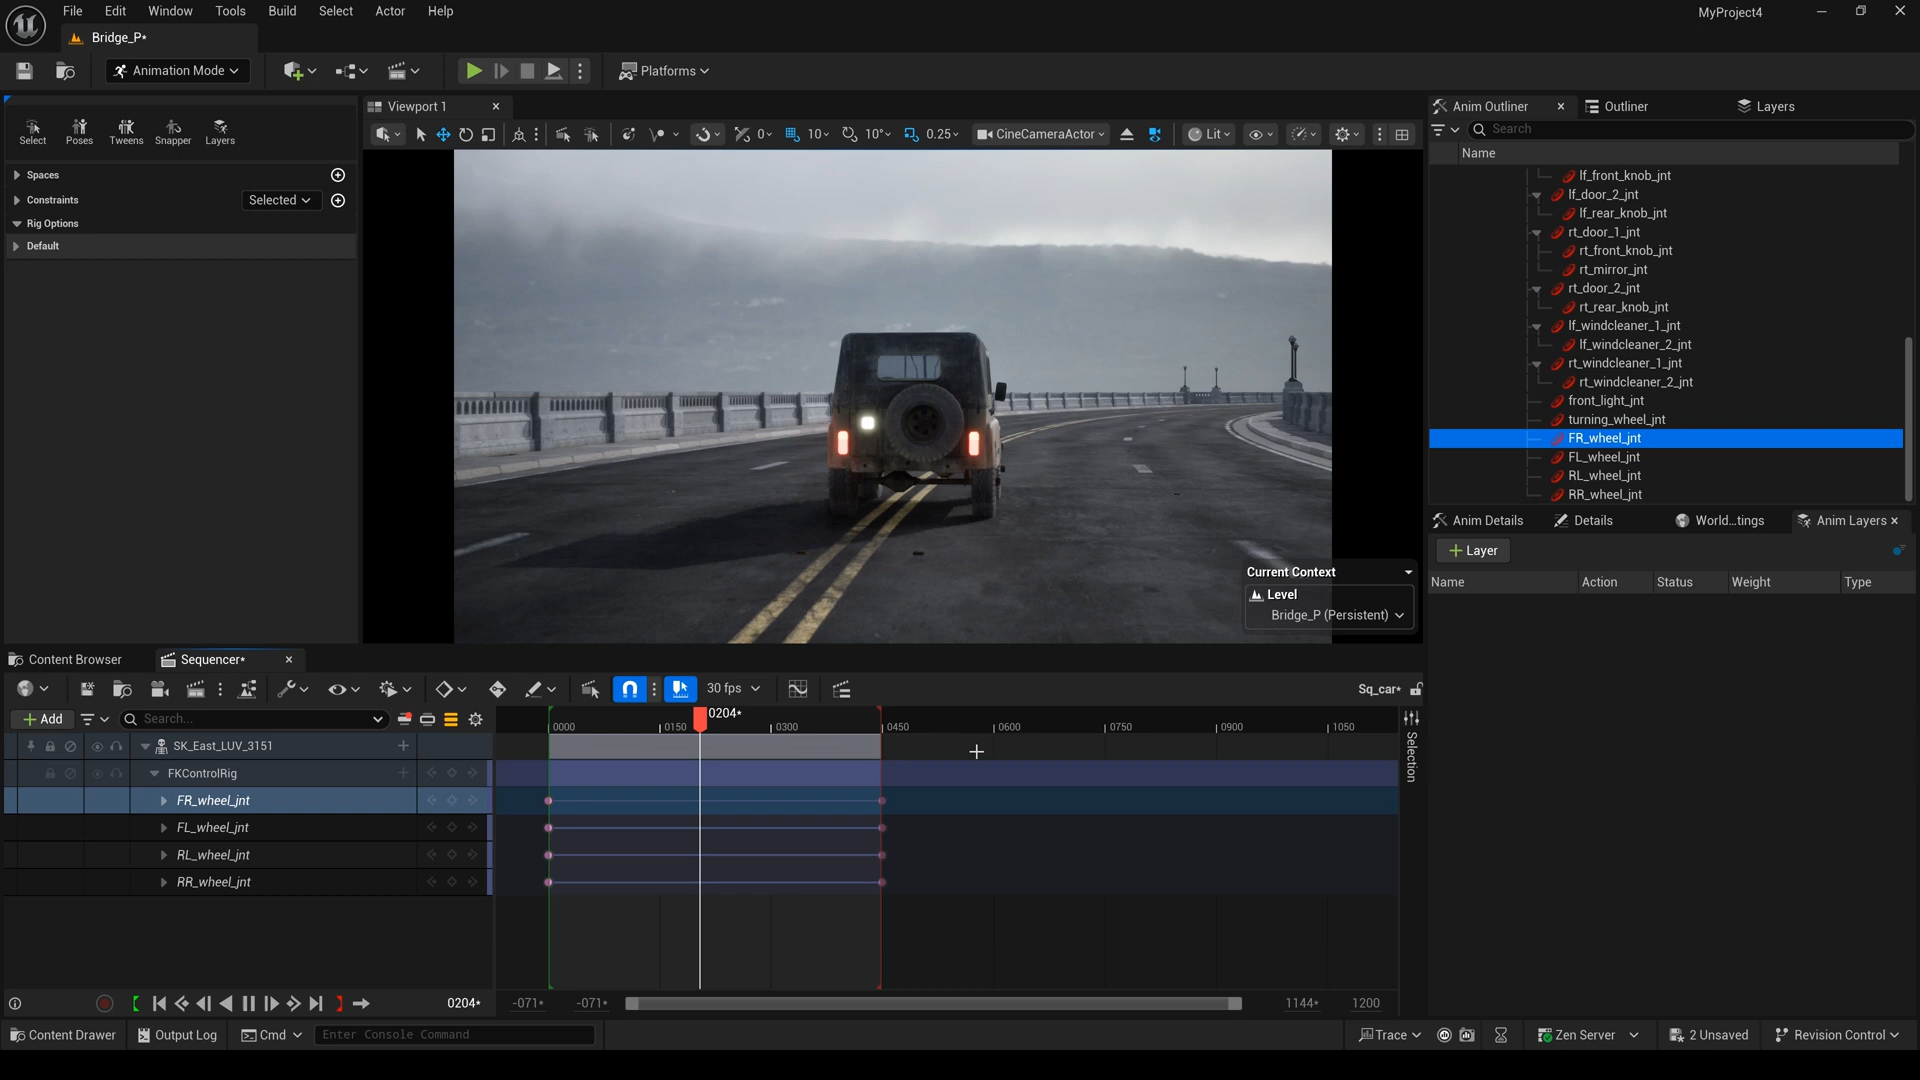 File Edit Window Tools Build Select Actor Help
MyProject4
Bridge_P*
Animation Mode
Platforms
Select Poses Tweens Snapper Layers
Spaces
Constraints Selected
Rig Options
Default
Viewport 1
0 10 10° 0.25 CineCameraActor Lit
Current Context
Level
Bridge_P (Persistent)
Anim Outliner Outliner Layers
Search
Name
lf_front_knob_jnt
lf_door_2_jnt
lf_rear_knob_jnt
rt_door_1_jnt
rt_front_knob_jnt
rt_mirror_jnt
rt_door_2_jnt
rt_rear_knob_jnt
lf_windcleaner_1_jnt
lf_windcleaner_2_jnt
rt_windcleaner_1_jnt
rt_windcleaner_2_jnt
front_light_jnt
turning_wheel_jnt
FR_wheel_jnt
FL_wheel_jnt
RL_wheel_jnt
RR_wheel_jnt
Anim Details Details World...tings Anim Layers
+ Layer
Name Action Status Weight Type
Content Browser Sequencer*
30 fps Sq_car*
+ Add Search...
0204*
0000 0150 0300 0450 0600 0750 0900 1050
Selection
SK_East_LUV_3151
FKControlRig
FR_wheel_jnt
FL_wheel_jnt
RL_wheel_jnt
RR_wheel_jnt
0204* -071* -071* 1144* 1200
Content Drawer Output Log Cmd Enter Console Command Trace Zen Server 2 Unsaved Revision Control